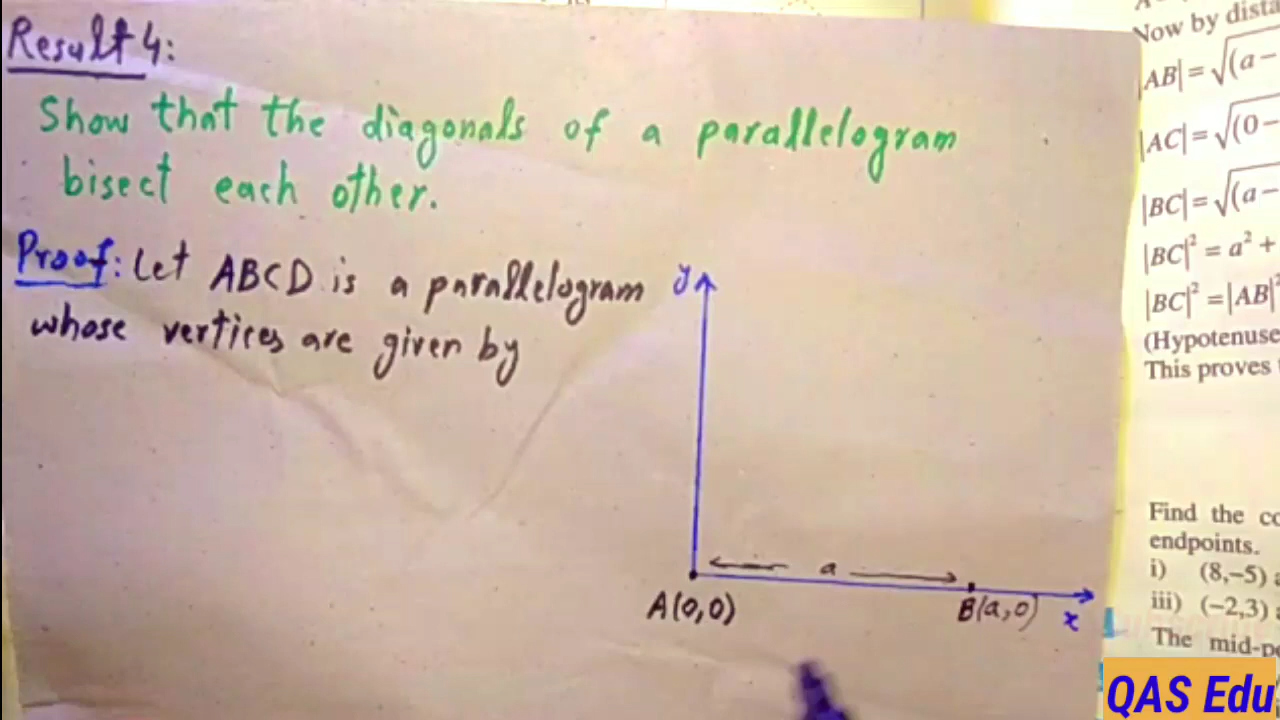 Result 4:
Show that the diagonals of a parallelogram
bisect each other.
Proof: Let ABCD is a parallelogram
whose vertices are given by
y
a
A(0,0)
B(a,0)
x
Now by dista
|AB| = √(a −
|AC| = √(0 −
|BC| = √(a −
|BC|² = a² +
|BC|² = |AB|²
(Hypotenuse
This proves
Find the co
endpoints.
i) (8,−5)
iii) (−2,3)
The mid-po
QAS Edu